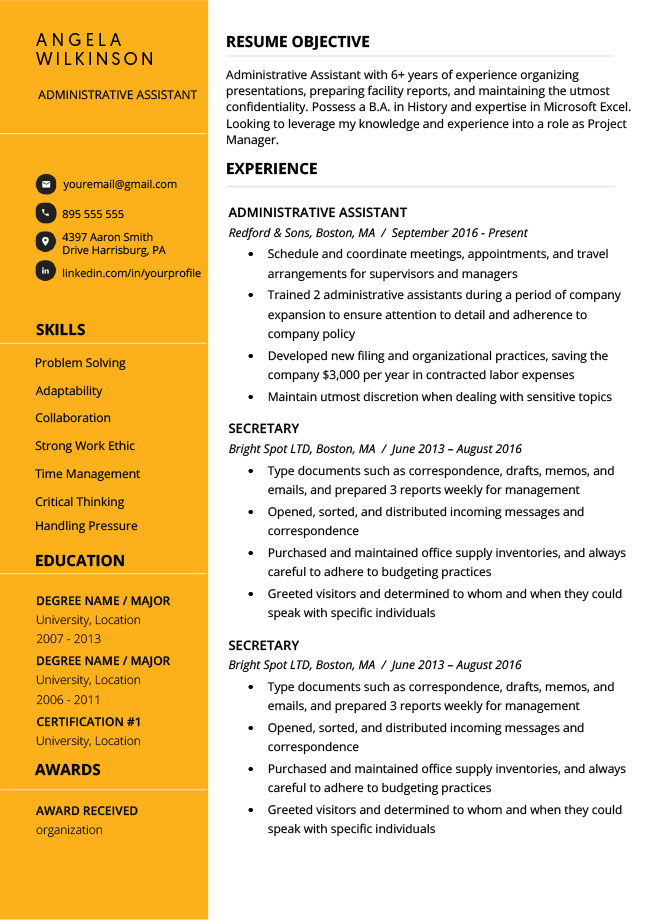 ANGELA
WILKINSON
ADMINISTRATIVE ASSISTANT
youremail@gmail.com
895 555 555
4397 Aaron Smith
Drive Harrisburg, PA
in
linkedin.com/in/yourprofile
SKILLS
Problem Solving
Adaptability
Collaboration
Strong Work Ethic
Time Management
Critical Thinking
Handling Pressure
EDUCATION
DEGREE NAME / MAJOR
University, Location
2007 - 2013
DEGREE NAME / MAJOR
University, Location
2006 - 2011
CERTIFICATION #1
University, Location
AWARDS
AWARD RECEIVED
organization
RESUME OBJECTIVE
Administrative Assistant with 6+ years of experience organizing
presentations, preparing facility reports, and maintaining the utmost
confidentiality. Possess a B.A. in History and expertise in Microsoft Excel.
Looking to leverage my knowledge and experience into a role as Project
Manager.
EXPERIENCE
ADMINISTRATIVE ASSISTANT
Redford & Sons, Boston, MA / September 2016 - Present
• Schedule and coordinate meetings, appointments, and travel
arrangements for supervisors and managers
• Trained 2 administrative assistants during a period of company
expansion to ensure attention to detail and adherence to
company policy
• Developed new filing and organizational practices, saving the
company $3,000 per year in contracted labor expenses
• Maintain utmost discretion when dealing with sensitive topics
SECRETARY
Bright Spot LTD, Boston, MA / June 2013 – August 2016
• Type documents such as correspondence, drafts, memos, and
emails, and prepared 3 reports weekly for management
• Opened, sorted, and distributed incoming messages and
correspondence
• Purchased and maintained office supply inventories, and always
careful to adhere to budgeting practices
• Greeted visitors and determined to whom and when they could
speak with specific individuals
SECRETARY
Bright Spot LTD, Boston, MA / June 2013 – August 2016
• Type documents such as correspondence, drafts, memos, and
emails, and prepared 3 reports weekly for management
• Opened, sorted, and distributed incoming messages and
correspondence
• Purchased and maintained office supply inventories, and always
careful to adhere to budgeting practices
• Greeted visitors and determined to whom and when they could
speak with specific individuals